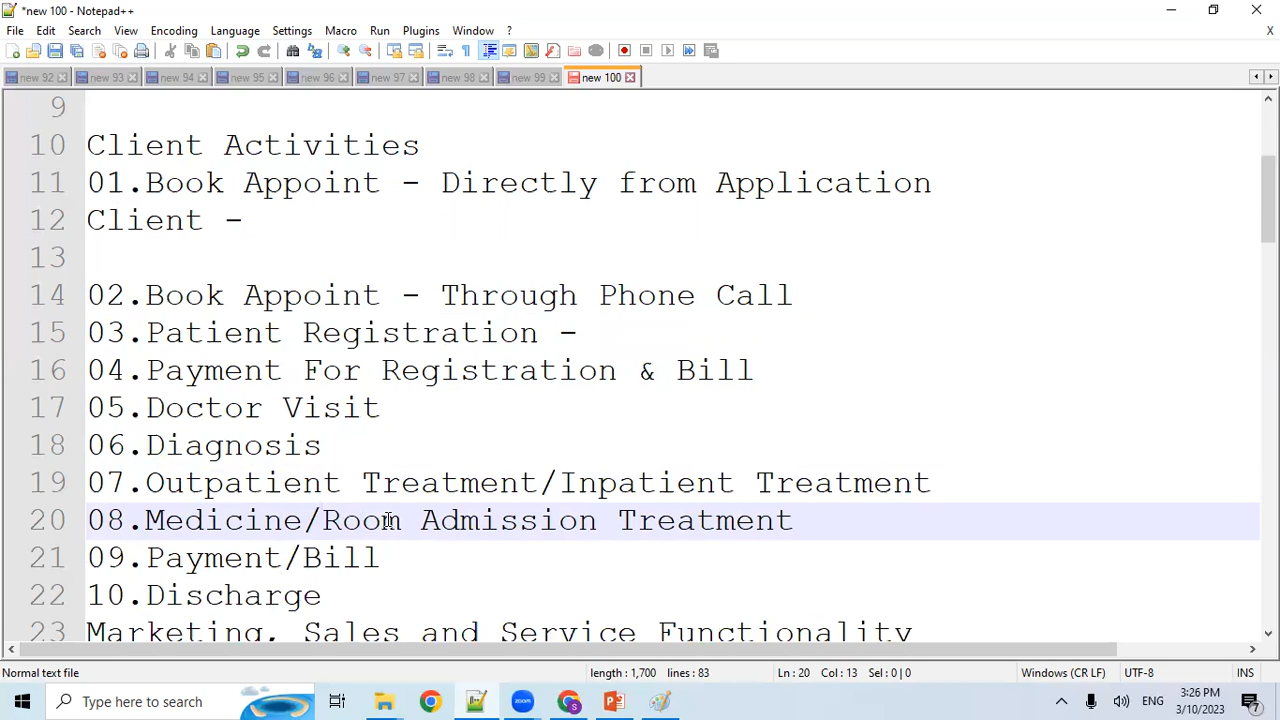 *new 100 - Notepad++
File Edit Search View Encoding Language Settings Macro Run Plugins Window ?
new 92 new 93 new 94 new 95 new 96 new 97 new 98 new 99 new 100
9
10 Client Activities
11 01.Book Appoint - Directly from Application
12 Client -
13
14 02.Book Appoint - Through Phone Call
15 03.Patient Registration -
16 04.Payment For Registration & Bill
17 05.Doctor Visit
18 06.Diagnosis
19 07.Outpatient Treatment/Inpatient Treatment
20 08.Medicine/Room Admission Treatment
21 09.Payment/Bill
22 10.Discharge
23 Marketing, Sales and Service Functionality
Normal text file length : 1,700 lines : 83 Ln : 20 Col : 13 Sel : 0 | 0 Windows (CR LF) UTF-8 INS
Type here to search ENG 3:26 PM
3/10/2023 7